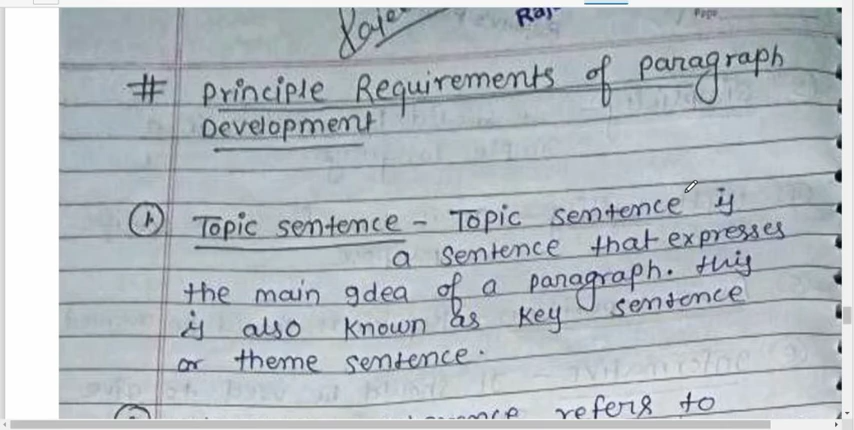 # Principle Requirements of paragraph
Development
1. Topic sentence - Topic sentence is
a sentence that expresses
the main idea of a paragraph. this
is also known as key sentence
or theme sentence.
refers to